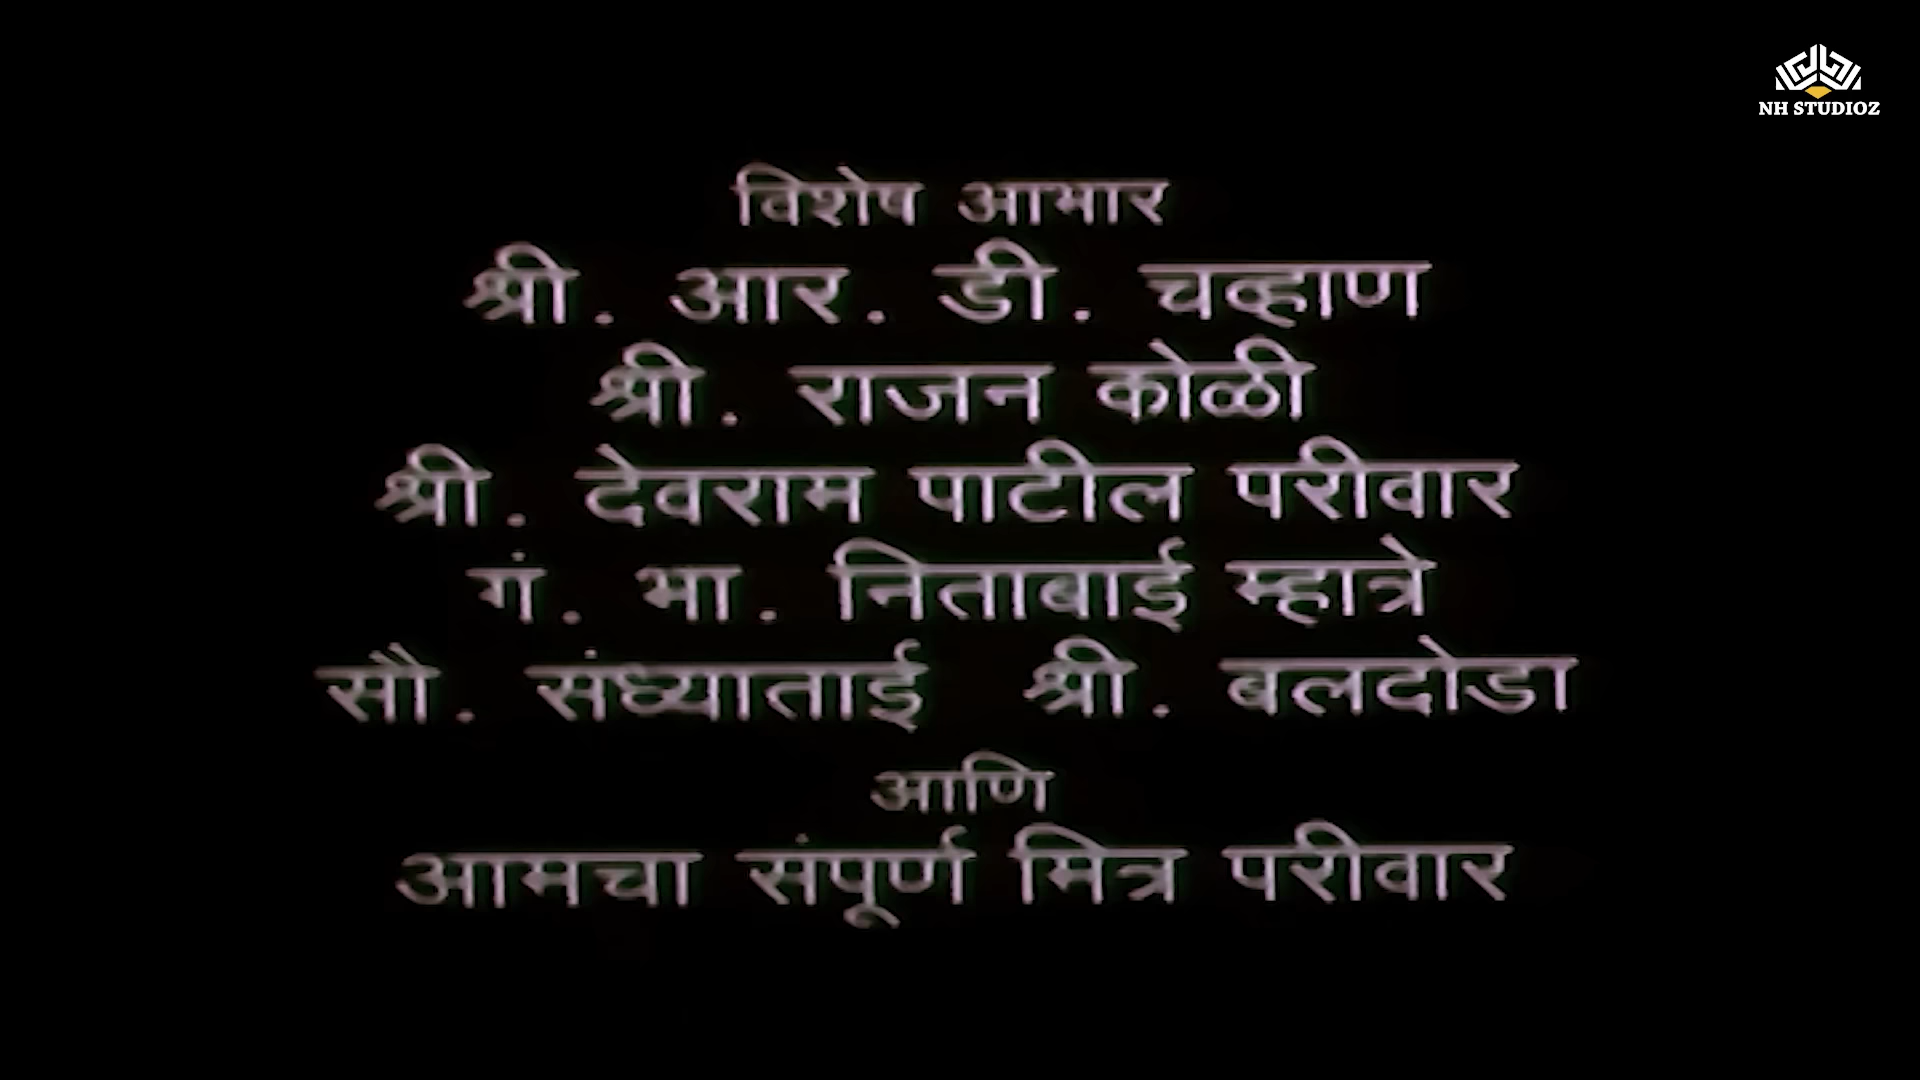 NH STUDIOZ
विशेष आभार
श्री. आर. डी. चव्हाण
श्री. राजन कोळी
श्री. देवराम पाटील परीवार
गं. भा. निताबाई म्हात्रे
सौ. संध्याताई श्री. बलदोडा
आणि
आमचा संपूर्ण मित्र परीवार